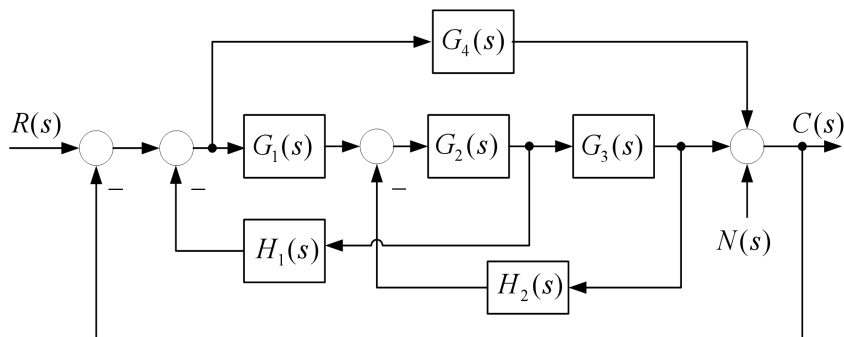 G₄(s)
R(s)
C(s)
G₁(s)
G₂(s)
G₃(s)
−
−
−
H₁(s)
N(s)
H₂(s)